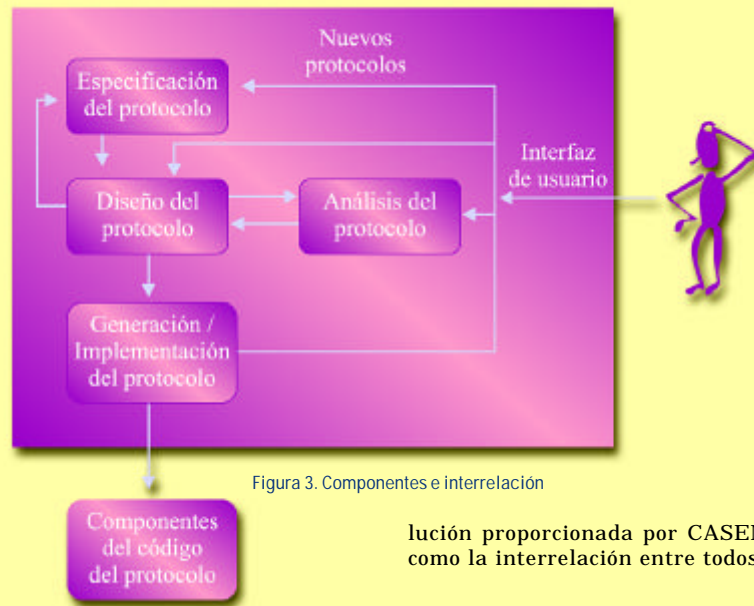 Nuevos
protocolos
Especificación
del protocolo
Interfaz
de usuario
Diseño del
protocolo
Análisis del
protocolo
Generación /
Implementación
del protocolo
Figura 3. Componentes e interrelación
Componentes
del código
del protocolo
lución proporcionada por
como la interrelación entre todos